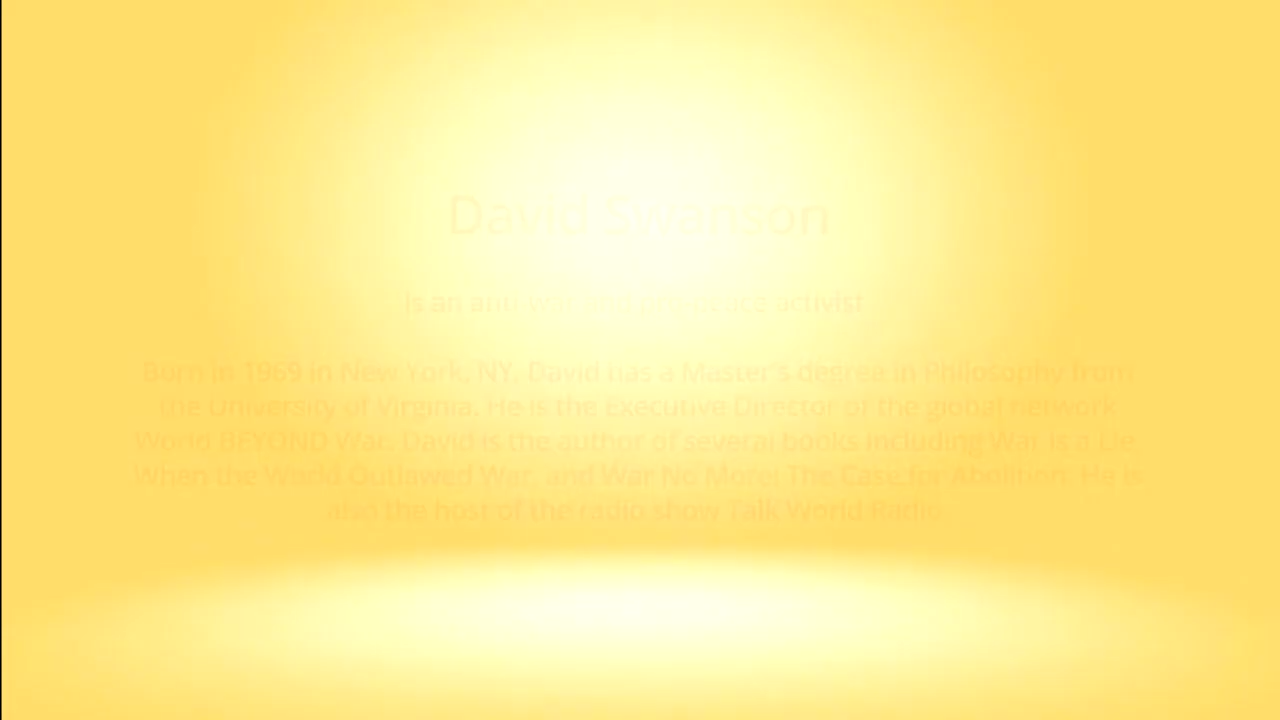 David Swanson
Is an anti war and pro peace activist
Born in 1969 in New York, NY, David has a Master's degree in Philosophy from
the University of Virginia. He is the Executive Director of the global network
World BEYOND War. David is the author of several books including War is a Lie
When the World Outlawed War, and War No More: The Case for Abolition. He is
also the host of the radio show Talk World Radio.